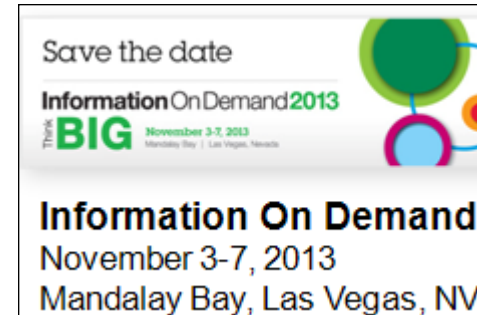 Save the date
Information On Demand 2013
Think BIG
November 3-7, 2013
Mandalay Bay | Las Vegas, Nevada
Information On Demand
November 3-7, 2013
Mandalay Bay, Las Vegas, NV